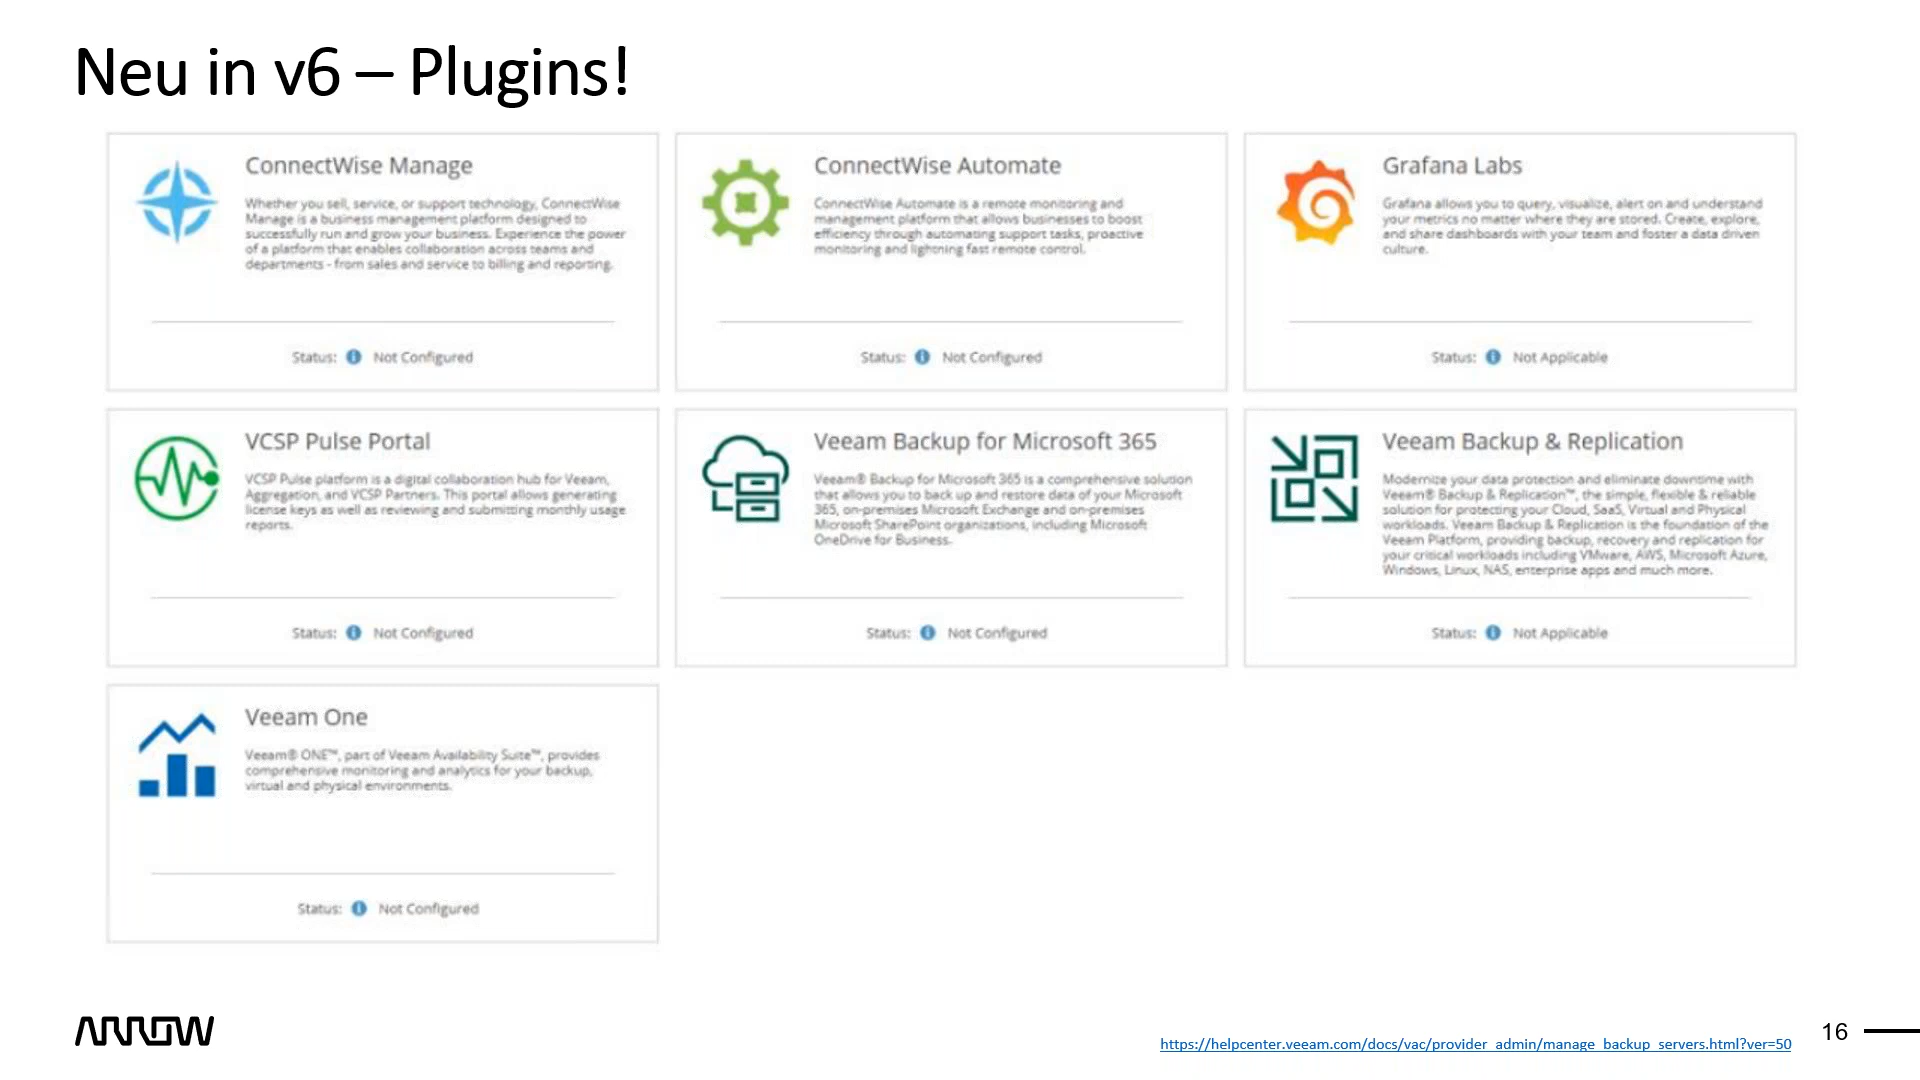 Neu in v6 – Plugins!
ConnectWise Manage
Whether you sell, service, or support technology, ConnectWise
Manage is a business management platform designed to
successfully run and grow your business. Experience the power
of a platform that enables collaboration across teams and
departments - from sales and service to billing and reporting.
Status: Not Configured
ConnectWise Automate
ConnectWise Automate is a remote monitoring and
management platform that allows businesses to boost
efficiency through automating support tasks, proactive
monitoring and lightning fast remote control.
Status: Not Configured
Grafana Labs
Grafana allows you to query, visualize, alert on and understand
your metrics no matter where they are stored. Create, explore,
and share dashboards with your team and foster a data driven
culture.
Status: Not Applicable
VCSP Pulse Portal
VCSP Pulse platform is a digital collaboration hub for Veeam,
Aggregation, and VCSP Partners. This portal allows generating
license keys as well as reviewing and submitting monthly usage
reports.
Status: Not Configured
Veeam Backup for Microsoft 365
Veeam® Backup for Microsoft 365 is a comprehensive solution
that allows you to back up and restore data of your Microsoft
365, on-premises Microsoft Exchange and on-premises
Microsoft SharePoint organizations, including Microsoft
OneDrive for Business.
Status: Not Configured
Veeam Backup & Replication
Modernize your data protection and eliminate downtime with
Veeam® Backup & Replication™, the simple, flexible & reliable
solution for protecting your Cloud, SaaS, Virtual and Physical
workloads. Veeam Backup & Replication is the foundation of the
Veeam Platform, providing backup, recovery and replication for
your critical workloads including VMware, AWS, Microsoft Azure,
Windows, Linux, NAS, enterprise apps and much more.
Status: Not Applicable
Veeam One
Veeam® ONE™, part of Veeam Availability Suite™, provides
comprehensive monitoring and analytics for your backup,
virtual and physical environments.
Status: Not Configured
ARROW
https://helpcenter.veeam.com/docs/vac/provider_admin/manage_backup_servers.html?ver=50
16